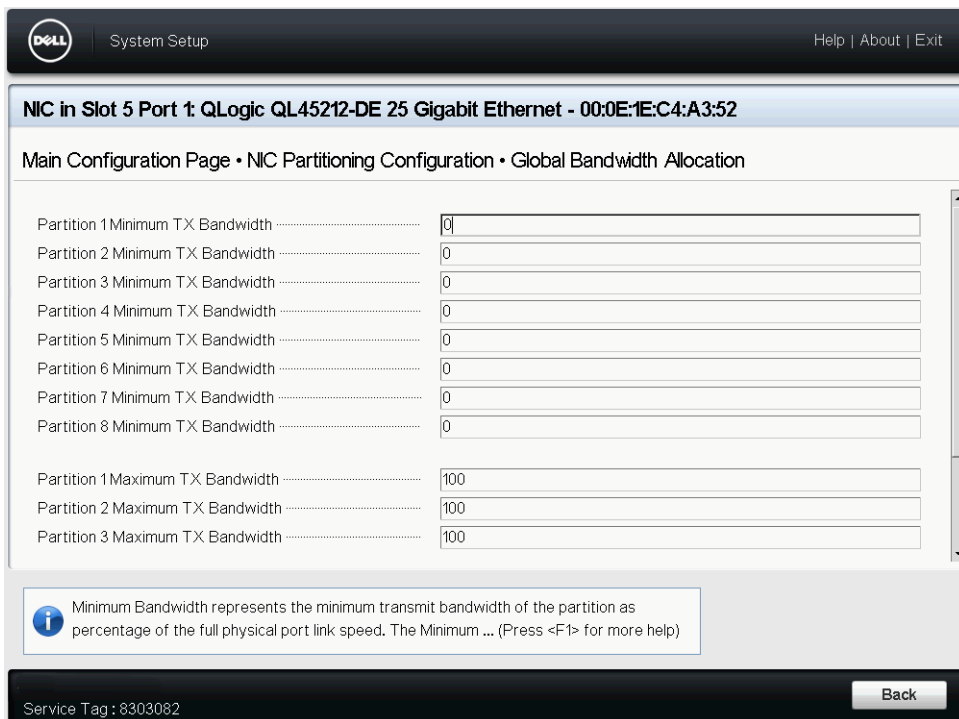 DELL
System Setup
Help | About | Exit
NIC in Slot 5 Port 1: QLogic QL45212-DE 25 Gigabit Ethernet - 00:0E:1E:C4:A3:52
Main Configuration Page • NIC Partitioning Configuration • Global Bandwidth Allocation
Partition 1 Minimum TX Bandwidth 0
Partition 2 Minimum TX Bandwidth 0
Partition 3 Minimum TX Bandwidth 0
Partition 4 Minimum TX Bandwidth 0
Partition 5 Minimum TX Bandwidth 0
Partition 6 Minimum TX Bandwidth 0
Partition 7 Minimum TX Bandwidth 0
Partition 8 Minimum TX Bandwidth 0
Partition 1 Maximum TX Bandwidth 100
Partition 2 Maximum TX Bandwidth 100
Partition 3 Maximum TX Bandwidth 100
Minimum Bandwidth represents the minimum transmit bandwidth of the partition as
percentage of the full physical port link speed. The Minimum ... (Press <F1> for more help)
Back
Service Tag : 8303082